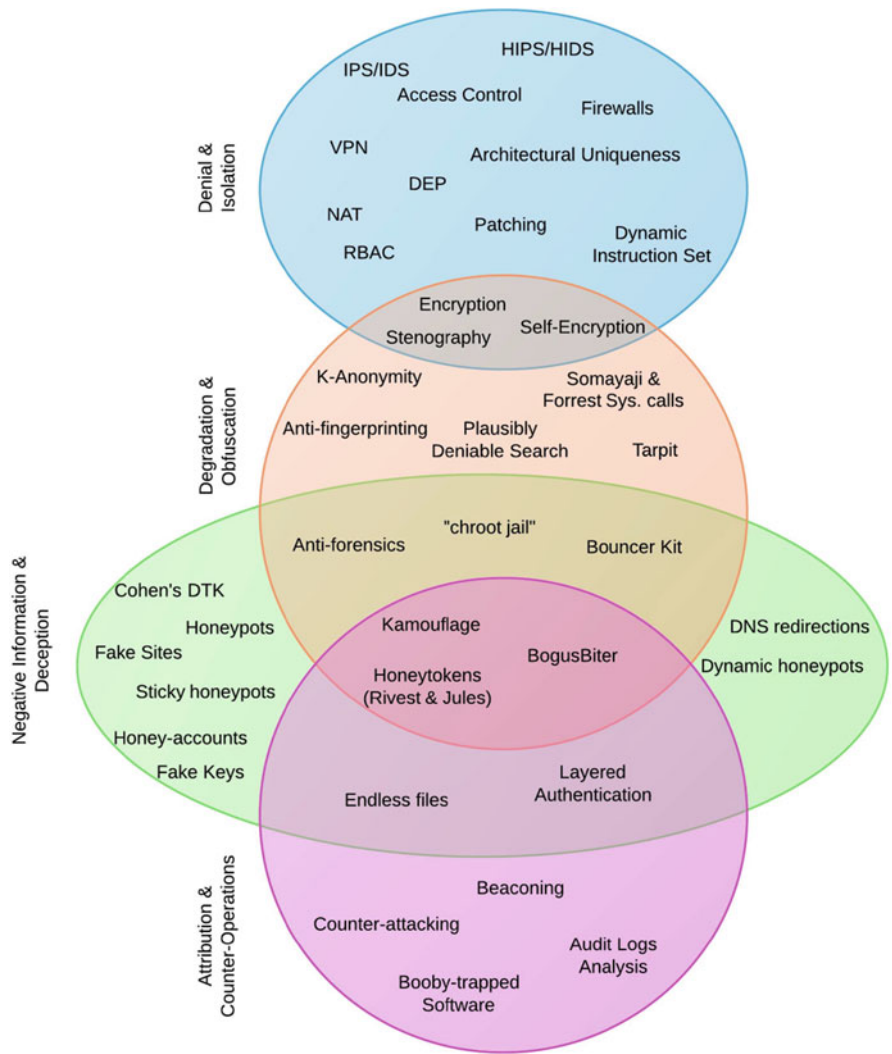 HIPS/HIDS
IPS/IDS
Access Control
Firewalls
VPN
Architectural Uniqueness
DEP
NAT
Patching
Dynamic
Instruction Set
RBAC
Denial &
Isolation
Encryption
Self-Encryption
Stenography
K-Anonymity
Somayaji &
Forrest Sys. calls
Anti-fingerprinting
Plausibly
Deniable Search
Tarpit
Degradation &
Obfuscation
"chroot jail"
Anti-forensics
Bouncer Kit
Cohen's DTK
Honeypots
Fake Sites
Sticky honeypots
Honey-accounts
Fake Keys
Kamouflage
BogusBiter
Honeytokens
(Rivest & Jules)
DNS redirections
Dynamic honeypots
Negative Information &
Deception
Endless files
Layered
Authentication
Beaconing
Counter-attacking
Audit Logs
Analysis
Booby-trapped
Software
Attribution &
Counter-Operations